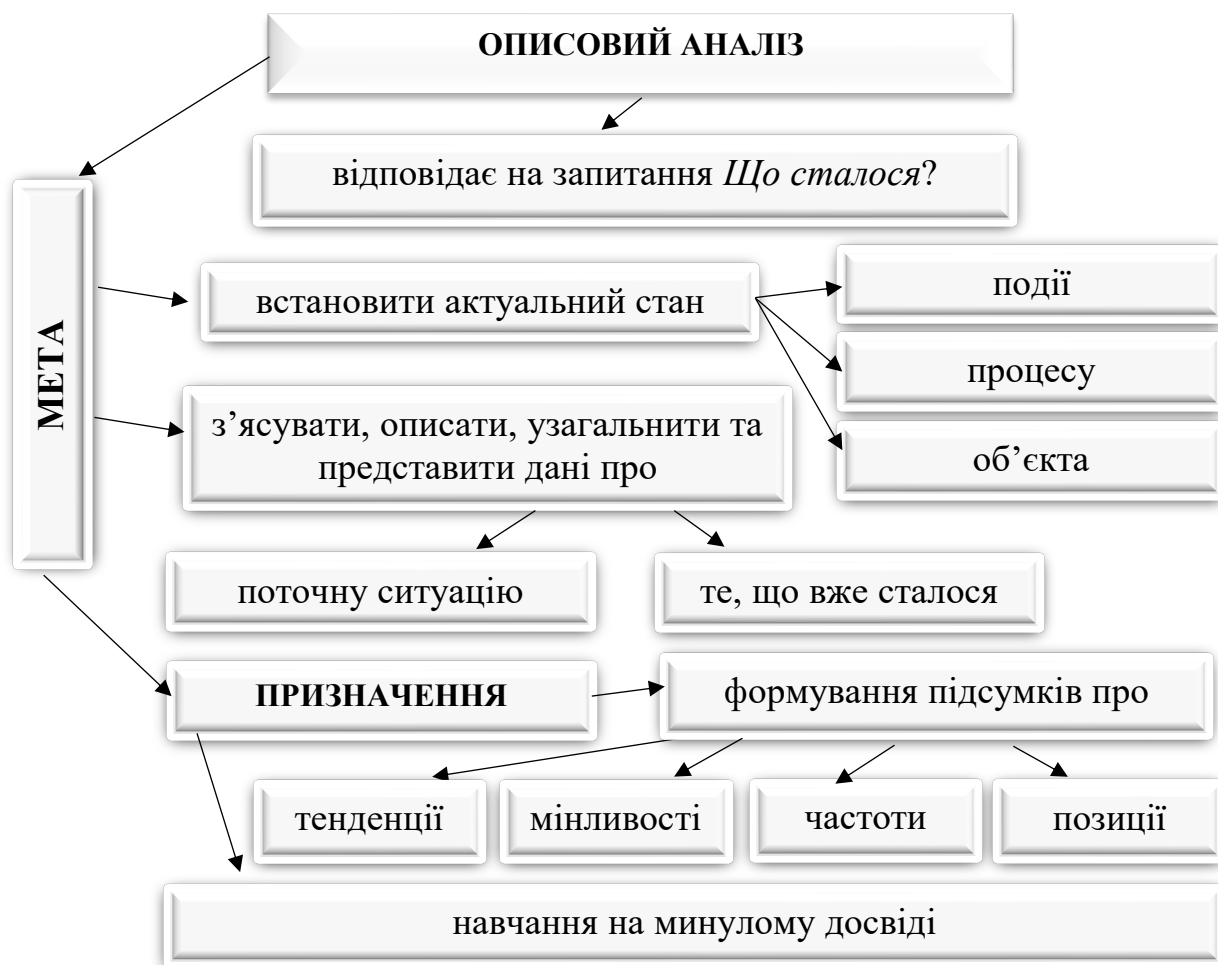 ОПИСОВИЙ АНАЛІЗ
відповідає на запитання Що сталося?
МЕТА
встановити актуальний стан
події
процесу
об’єкта
з’ясувати, описати, узагальнити та
представити дані про
поточну ситуацію
те, що вже сталося
ПРИЗНАЧЕННЯ
формування підсумків про
тенденції
мінливості
частоти
позиції
навчання на минулому досвіді